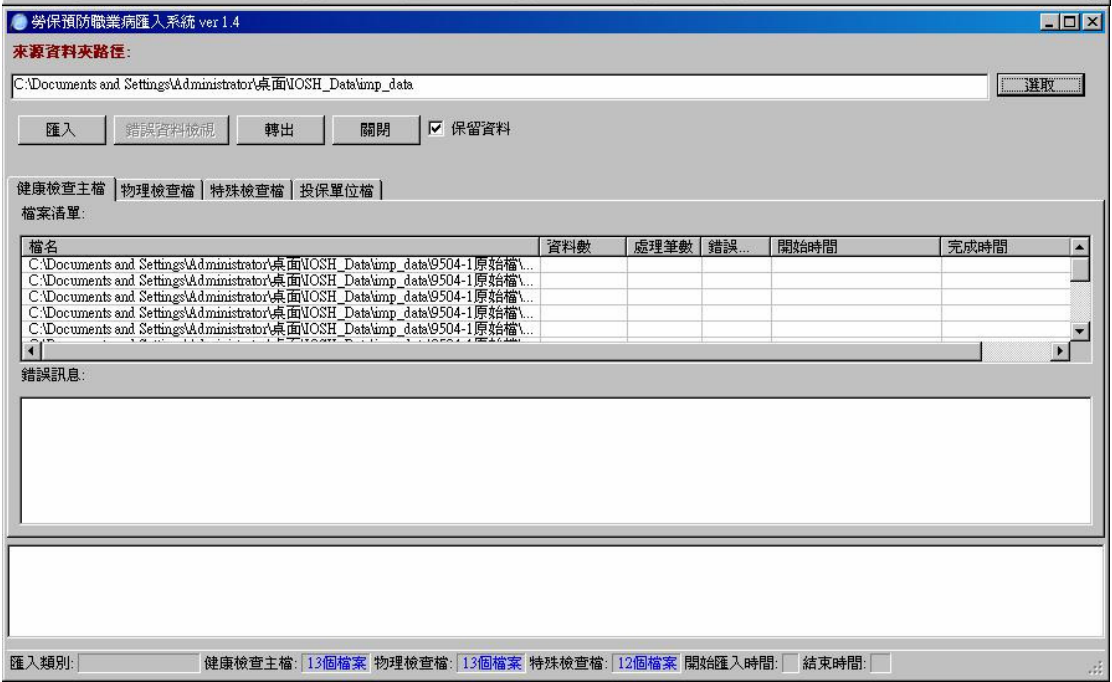 勞保預防職業病匯入系統 ver 1.4
來源資料夾路徑:
C:\Documents and Settings\Administrator\桌面\IOSH_Data\imp_data 選取
匯入 錯誤資料檢視 轉出 關閉 保留資料
健康檢查主檔 物理檢查檔 特殊檢查檔 投保單位檔
檔案清單:
檔名 資料數 處理筆數 錯誤... 開始時間 完成時間
C:\Documents and Settings\Administrator\桌面\IOSH_Data\imp_data\9504-1原始檔\...
C:\Documents and Settings\Administrator\桌面\IOSH_Data\imp_data\9504-1原始檔\...
C:\Documents and Settings\Administrator\桌面\IOSH_Data\imp_data\9504-1原始檔\...
C:\Documents and Settings\Administrator\桌面\IOSH_Data\imp_data\9504-1原始檔\...
C:\Documents and Settings\Administrator\桌面\IOSH_Data\imp_data\9504-1原始檔\...
錯誤訊息:
匯入類別: 健康檢查主檔: 13個檔案 物理檢查檔: 13個檔案 特殊檢查檔: 12個檔案 開始匯入時間: 結束時間: